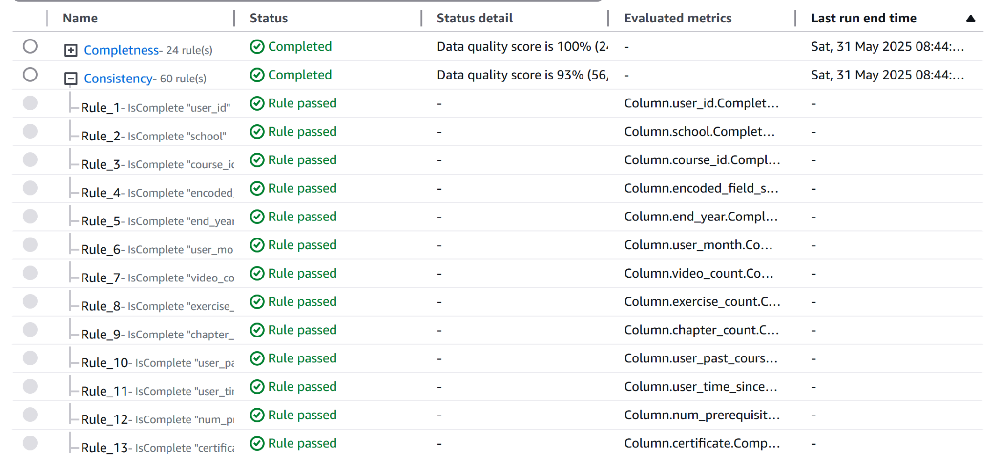 Name Status Status detail Evaluated metrics Last run end time
Completness- 24 rule(s) Completed Data quality score is 100% (24 - Sat, 31 May 2025 08:44:...
Consistency- 60 rule(s) Completed Data quality score is 93% (56, - Sat, 31 May 2025 08:44:...
Rule_1- IsComplete "user_id" Rule passed - Column.user_id.Complet... -
Rule_2- IsComplete "school" Rule passed - Column.school.Complet... -
Rule_3- IsComplete "course_id Rule passed - Column.course_id.Compl... -
Rule_4- IsComplete "encoded_ Rule passed - Column.encoded_field_s... -
Rule_5- IsComplete "end_year Rule passed - Column.end_year.Compl... -
Rule_6- IsComplete "user_mo Rule passed - Column.user_month.Co... -
Rule_7- IsComplete "video_co Rule passed - Column.video_count.Co... -
Rule_8- IsComplete "exercise_ Rule passed - Column.exercise_count.C... -
Rule_9- IsComplete "chapter_ Rule passed - Column.chapter_count.C... -
Rule_10- IsComplete "user_pa Rule passed - Column.user_past_cours... -
Rule_11- IsComplete "user_ti Rule passed - Column.user_time_since... -
Rule_12- IsComplete "num_p Rule passed - Column.num_prerequisit... -
Rule_13- IsComplete "certifica Rule passed - Column.certificate.Comp... -